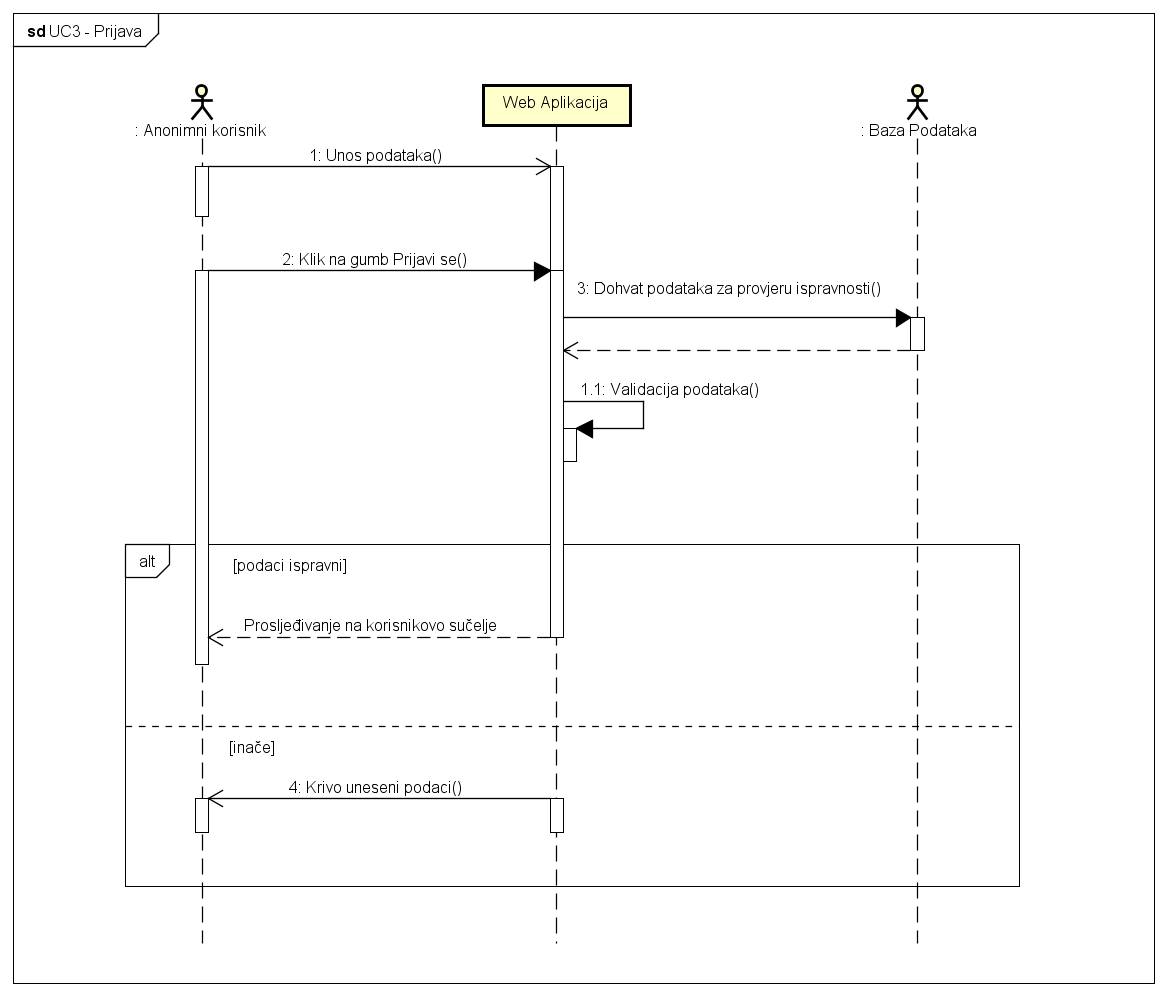 sd UC3 - Prijava
: Anonimni korisnik
Web Aplikacija
: Baza Podataka
1: Unos podataka()
2: Klik na gumb Prijavi se()
3: Dohvat podataka za provjeru ispravnosti()
1.1: Validacija podataka()
alt
[podaci ispravni]
Prosljeđivanje na korisnikovo sučelje
[inače]
4: Krivo uneseni podaci()